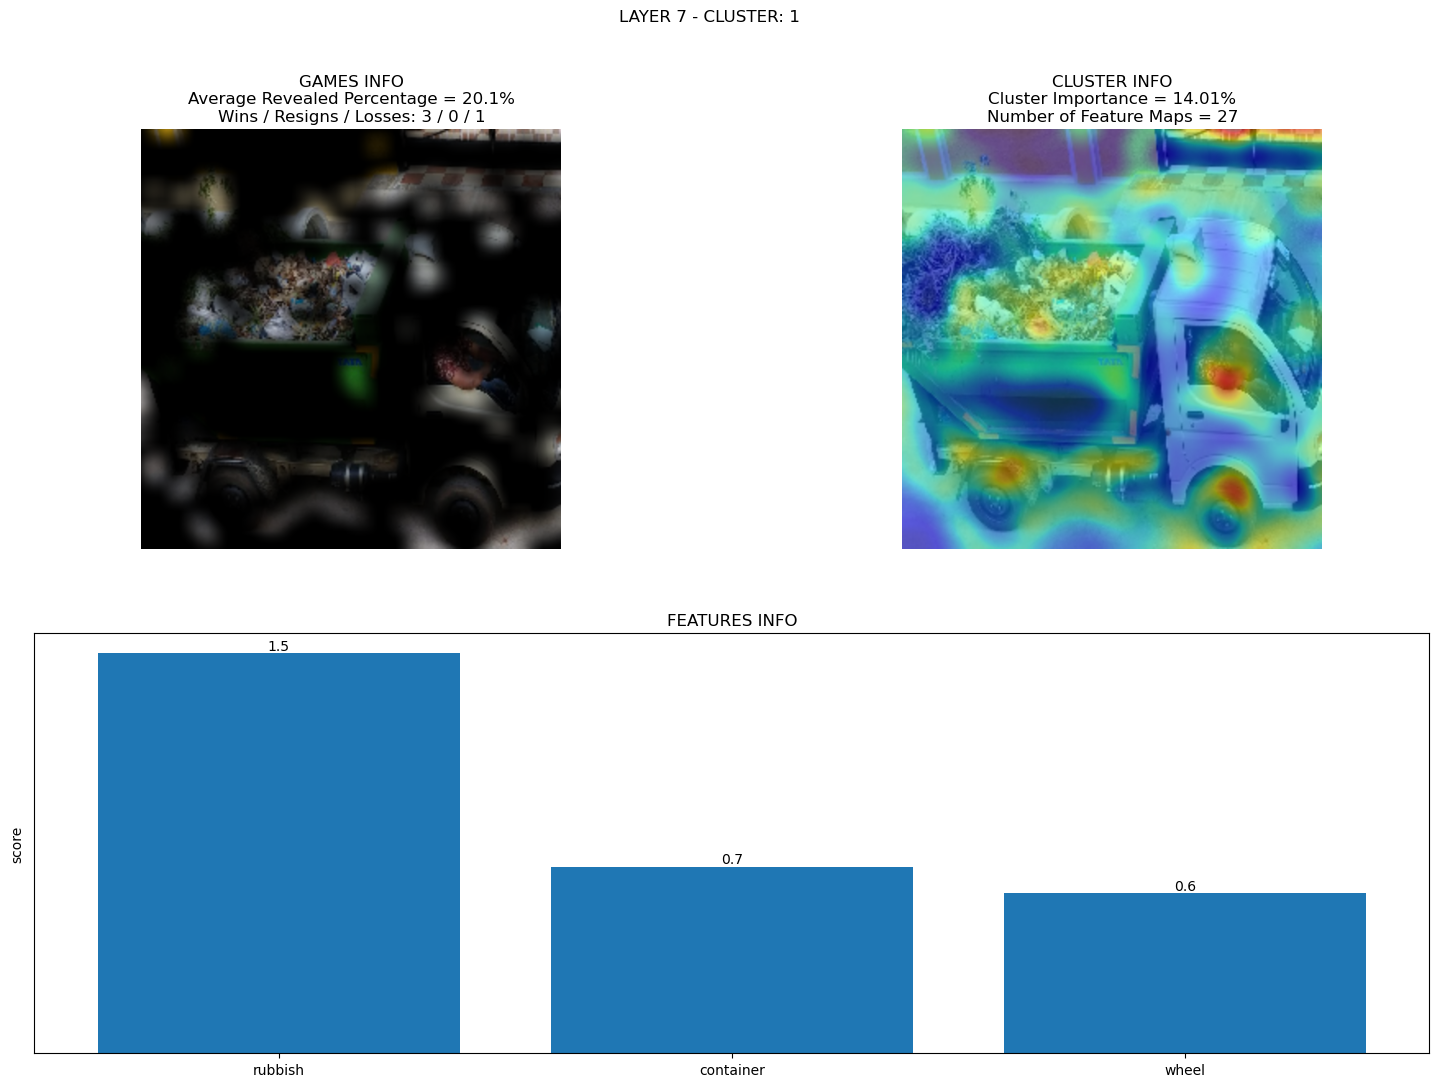 LAYER 7 - CLUSTER: 1
GAMES INFO
Average Revealed Percentage = 20.1%
Wins / Resigns / Losses: 3 / 0 / 1
CLUSTER INFO
Cluster Importance = 14.01%
Number of Feature Maps = 27
FEATURES INFO
score
1.5
0.7
0.6
rubbish
container
wheel